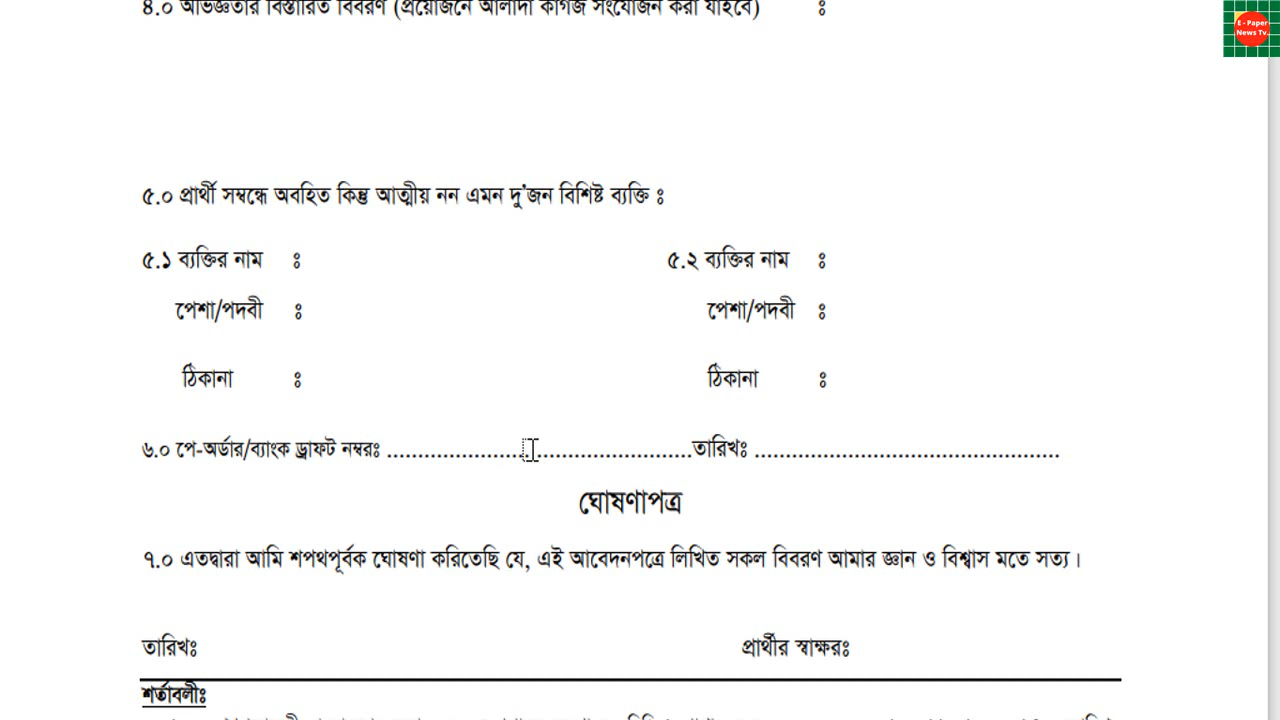 ৪.০ অভিজ্ঞতার বিস্তারিত বিবরণ (প্রয়োজনে আলাদা কাগজ সংযোজন করা যাইবে) ঃ
E - Paper
News Tv.
৫.০ প্রার্থী সম্বন্ধে অবহিত কিন্তু আত্মীয় নন এমন দু'জন বিশিষ্ট ব্যক্তি ঃ
৫.১ ব্যক্তির নাম ঃ ৫.২ ব্যক্তির নাম ঃ
পেশা/পদবী ঃ পেশা/পদবী ঃ
ঠিকানা ঃ ঠিকানা ঃ
৬.০ পে-অর্ডার/ব্যাংক ড্রাফট নম্বরঃ .................................................তারিখঃ .................................................
ঘোষণাপত্র
৭.০ এতদ্বারা আমি শপথপূর্বক ঘোষণা করিতেছি যে, এই আবেদনপত্রে লিখিত সকল বিবরণ আমার জ্ঞান ও বিশ্বাস মতে সত্য।
তারিখঃ প্রার্থীর স্বাক্ষরঃ
শর্তাবলীঃ